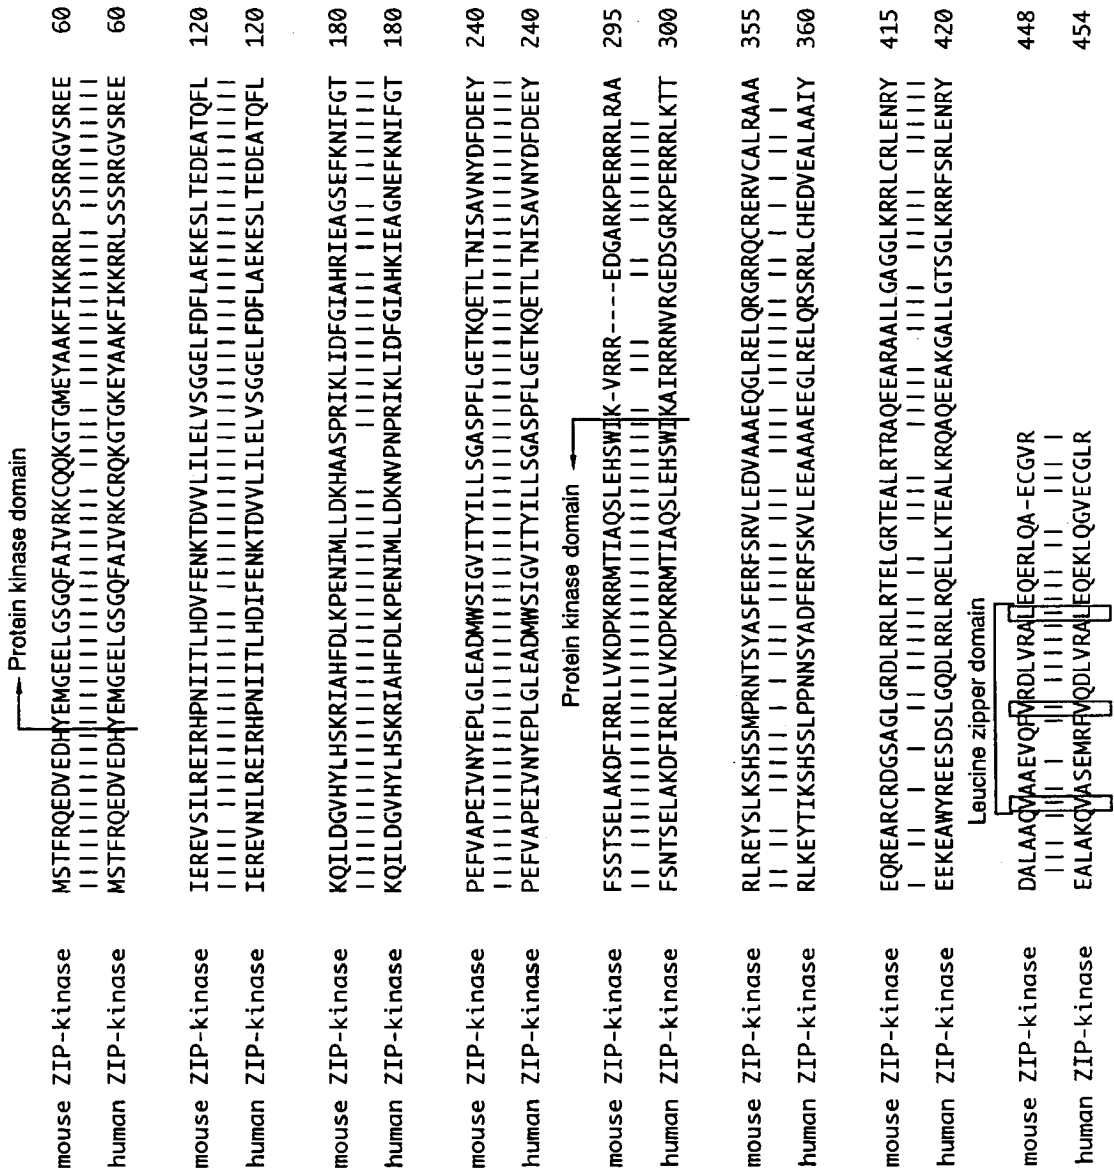 Protein kinase domain
mouse ZIP-kinase MSTFRQEDVEDHYEMGEELGSGQFAIVRKCQQKGTGMEYAAKFIKKRRLPSSRRGVSREE 60
human ZIP-kinase MSTFRQEDVEDHYEMGEELGSGQFAIVRKCRQKGTGKEYAAKFIKKRRLSSSRRGVSREE 60
mouse ZIP-kinase IEREVSILREIRHPNIITLHDVFENKTDVVLILELVSGGELFDFLAEKESLTEDEATQFL 120
human ZIP-kinase IEREVNILREIRHPNIITLHDIFENKTDVVLILELVSGGELFDFLAEKESLTEDEATQFL 120
mouse ZIP-kinase KQILDGVHYLHSKRIAHFDLKPENIMLLDKHAASPRIKLIDFGIAHRIEAGSEFKNIFGT 180
human ZIP-kinase KQILDGVHYLHSKRIAHFDLKPENIMLLDKNVPNPRIKLIDFGIAHKIEAGNEFKNIFGT 180
mouse ZIP-kinase PEFVAPEIVNYEPLGLEADMWSIGVITYILLSGASPFLGETKQETLTNISAVNYDFDEEY 240
human ZIP-kinase PEFVAPEIVNYEPLGLEADMWSIGVITYILLSGASPFLGETKQETLTNISAVNYDFDEEY 240
Protein kinase domain
mouse ZIP-kinase FSSTSELAKDFIRRLLVKDPKRRMTIAQSLEHSWIK-VRRR----EDGARKPERRRLRAA 295
human ZIP-kinase FSNTSELAKDFIRRLLVKDPKRRMTIAQSLEHSWIKAIRRRNVRGEDSGRKPERRRLKTT 300
mouse ZIP-kinase RLREYSLKSHSSMPRNTSYASFERFSRVLEDVAAAEQGLRELQRGRRQCRERVCALRAAA 355
human ZIP-kinase RLKEYTIKSHSSLPPNNSYADFERFSKVLEEAAAAEEGLRELQRSRRLCHEDVEALAAIY 360
mouse ZIP-kinase EQREARCRDGSAGLGRDLRRLRTELGRTEALRTRAQEEARAALLGAGGLKRRLCRLENRY 415
human ZIP-kinase EEKEAWYREESDSLGQDLRRLRQELLKTEALKRQAQEEAKGALLGTSGLKRRFSRLENRY 420
Leucine zipper domain
mouse ZIP-kinase DALAAQVAAEVQFVRDLVRALEQERLQA-ECGVR 448
human ZIP-kinase EALAKQVASEMRFVQDLVRALEQEKLQGVECGLR 454